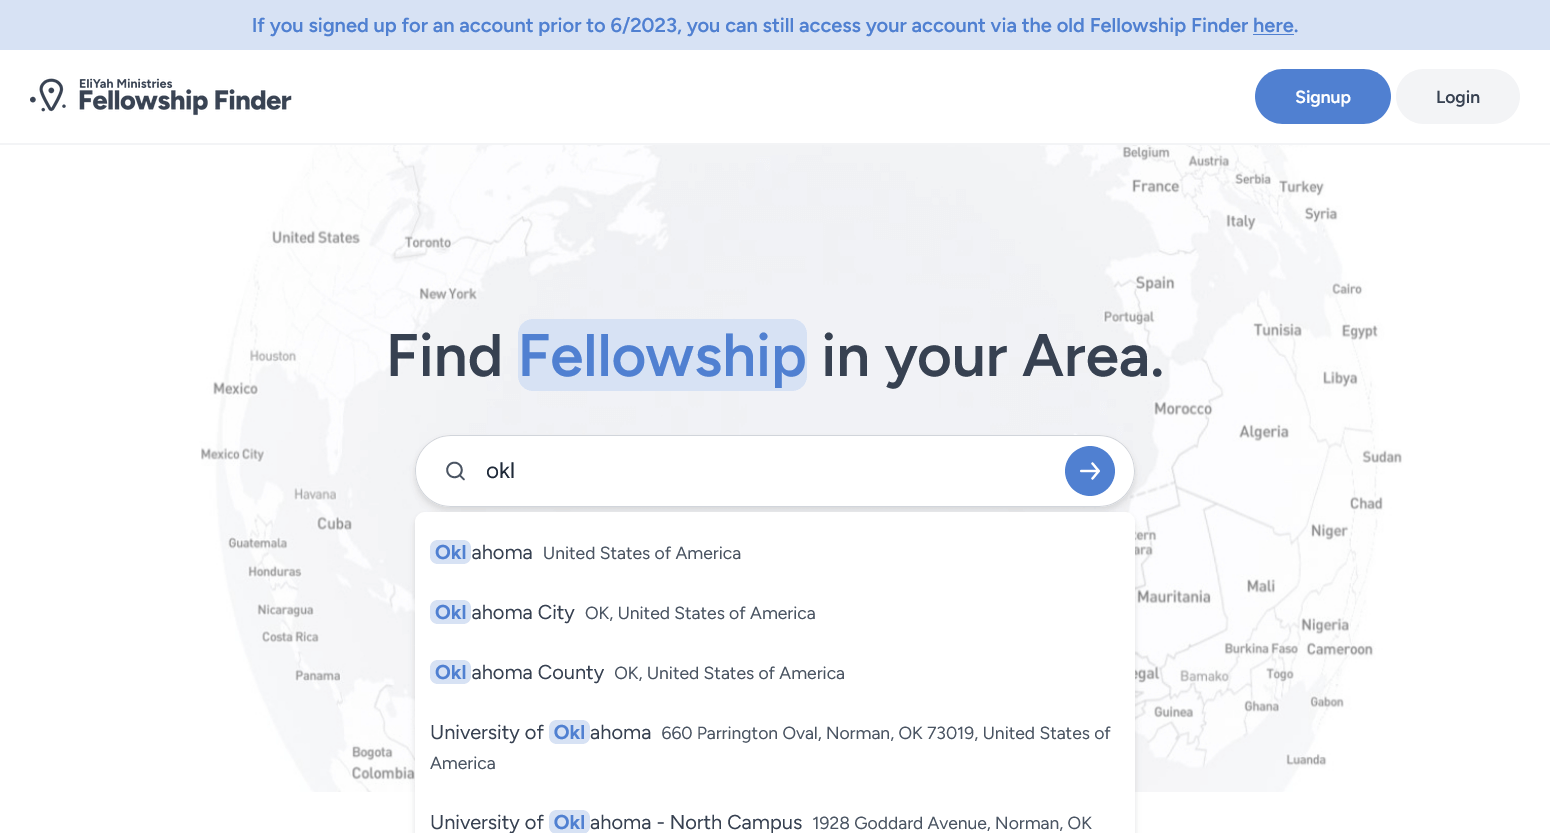 If you signed up for an account prior to 6/2023, you can still access your account via the old Fellowship Finder here.
EliYah Ministries
Fellowship Finder
Signup
Login
Belgium
Austria
France
Serbia
Turkey
Italy
Syria
United States
Toronto
New York
Spain
Cairo
Portugal
Tunisia
Egypt
Houston
Find Fellowship in your Area.
Mexico
Libya
Morocco
Algeria
Mexico City
Sudan
okl
Havana
Cuba
Chad
Niger
Guatemala
tern
ara
Honduras
Oklahoma United States of America
Mali
Mauritania
Nicaragua
Oklahoma City OK, United States of America
Nigeria
Costa Rica
Burkina Faso
Cameroon
Panama
Oklahoma County OK, United States of America
egal
Bamako
Togo
Guinea
Ghana
Gabon
University of Oklahoma 660 Parrington Oval, Norman, OK 73019, United States of
America
Bogota
Colombia
Luanda
University of Oklahoma - North Campus 1928 Goddard Avenue, Norman, OK